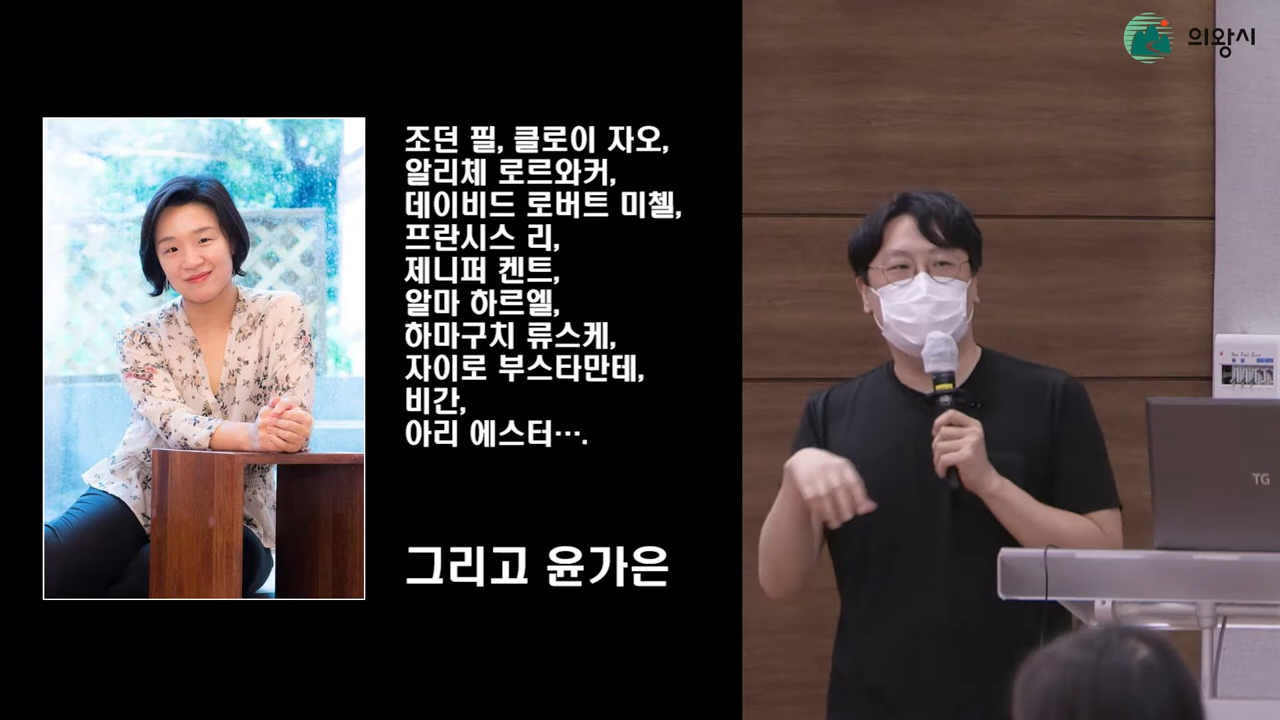 의왕시
조던 필, 클로이 자오,
알리체 로르와커,
데이비드 로버트 미첼,
프란시스 리,
제니퍼 켄트,
알마 하르엘,
하마구치 류스케,
자이로 부스타만테,
비간,
아리 에스터….
그리고 윤가은
TG